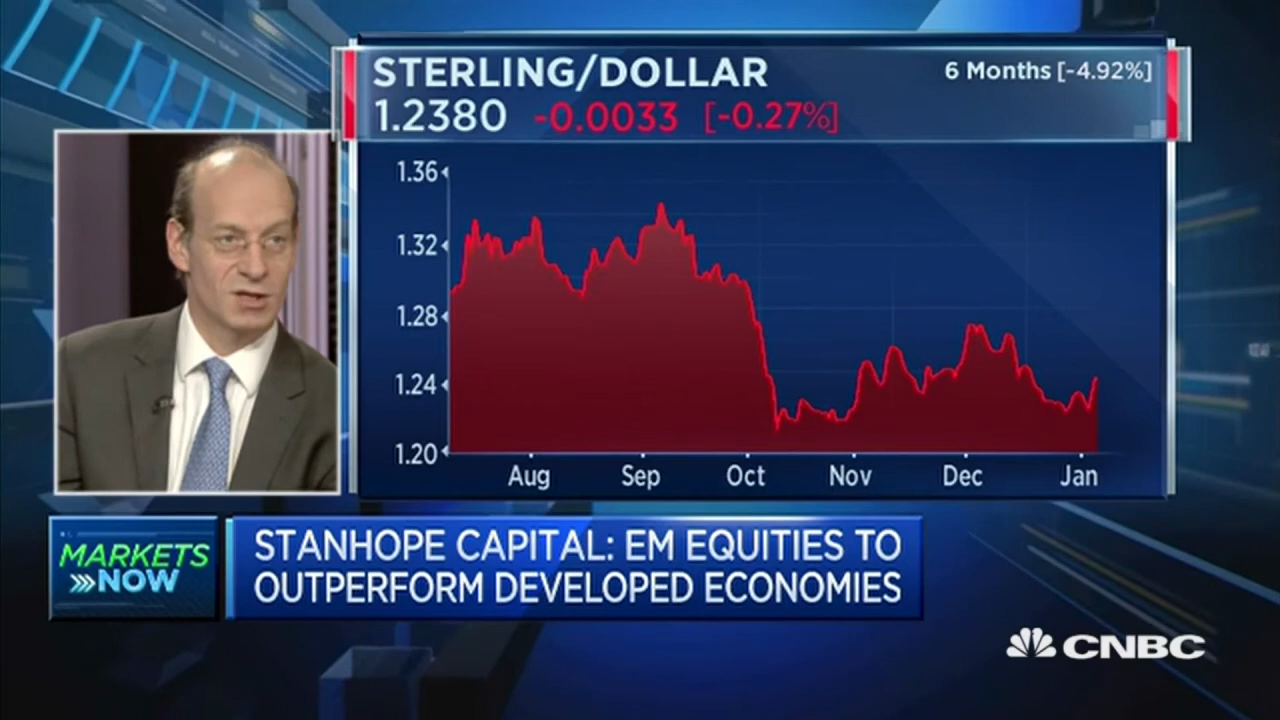 STERLING/DOLLAR
6 Months [-4.92%]
1.2380 -0.0033 [-0.27%]
1.36
1.32
1.28
1.24
1.20
Aug Sep Oct Nov Dec Jan
MARKETS
NOW
STANHOPE CAPITAL: EM EQUITIES TO
OUTPERFORM DEVELOPED ECONOMIES
CNBC